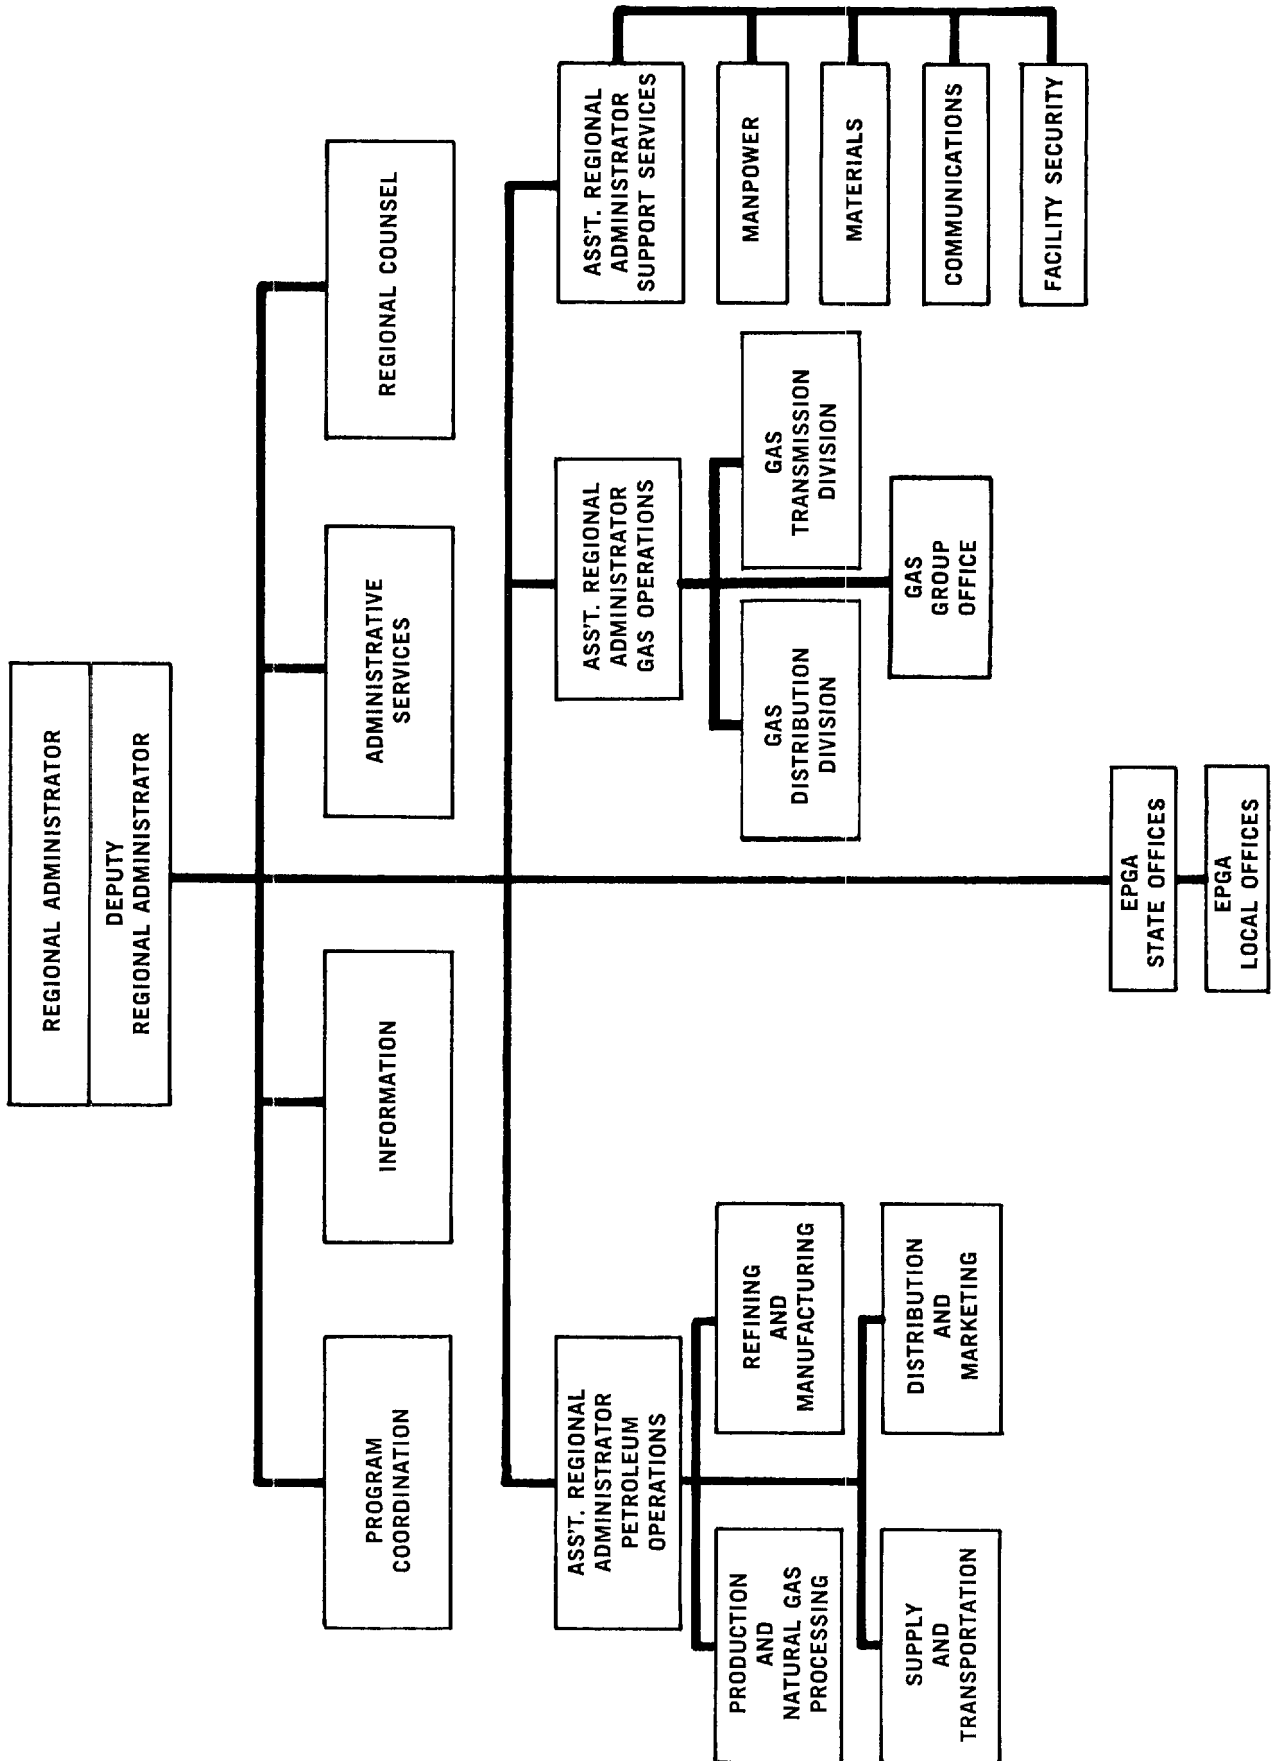 REGIONAL ADMINISTRATOR
DEPUTY
REGIONAL ADMINISTRATOR
PROGRAM
COORDINATION
INFORMATION
ADMINISTRATIVE
SERVICES
REGIONAL COUNSEL
ASS'T. REGIONAL
ADMINISTRATOR
PETROLEUM
OPERATIONS
PRODUCTION
AND
NATURAL GAS
PROCESSING
REFINING
AND
MANUFACTURING
SUPPLY
AND
TRANSPORTATION
DISTRIBUTION
AND
MARKETING
ASS'T. REGIONAL
ADMINISTRATOR
GAS OPERATIONS
GAS
DISTRIBUTION
DIVISION
GAS
TRANSMISSION
DIVISION
GAS
GROUP
OFFICE
ASS'T. REGIONAL
ADMINISTRATOR
SUPPORT SERVICES
MANPOWER
MATERIALS
COMMUNICATIONS
FACILITY SECURITY
EPGA
STATE OFFICES
EPGA
LOCAL OFFICES